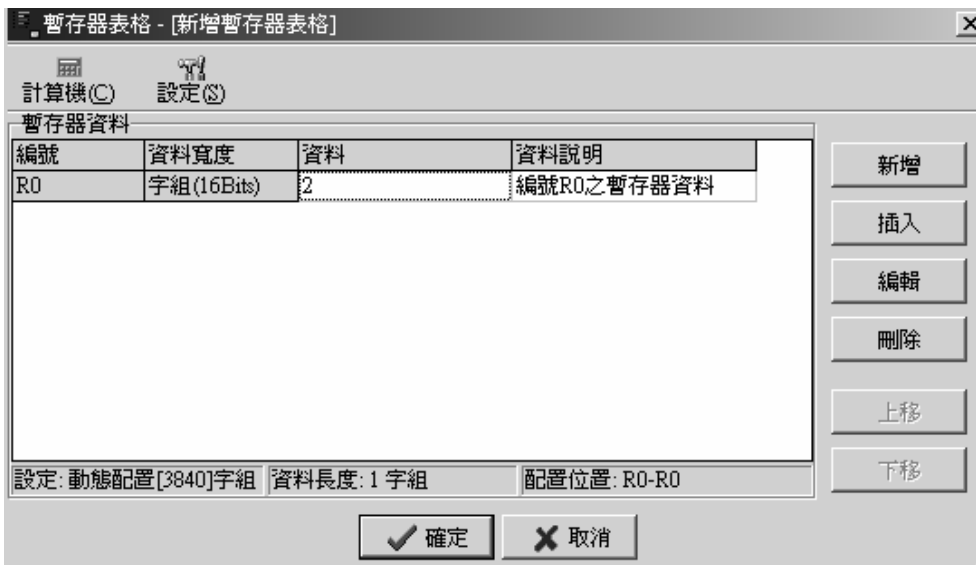 暫存器表格 - [新增暫存器表格]
計算機(C) 設定(S)
暫存器資料
編號 資料寬度 資料 資料說明
R0 字組(16Bits) 2 編號R0之暫存器資料
新增
插入
編輯
刪除
上移
下移
設定: 動態配置[3840]字組 資料長度: 1 字組 配置位置: R0-R0
確定 取消